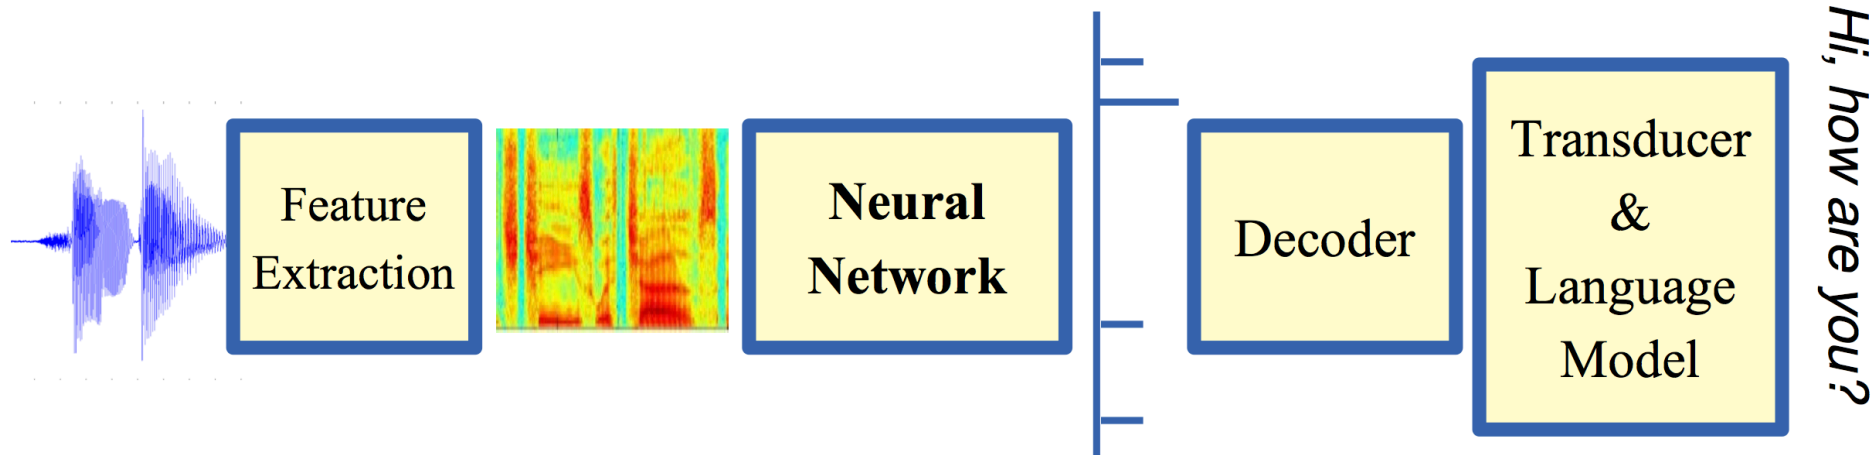 Feature
Extraction
Neural
Network
Decoder
Transducer
&
Language
Model
Hi, how are you?